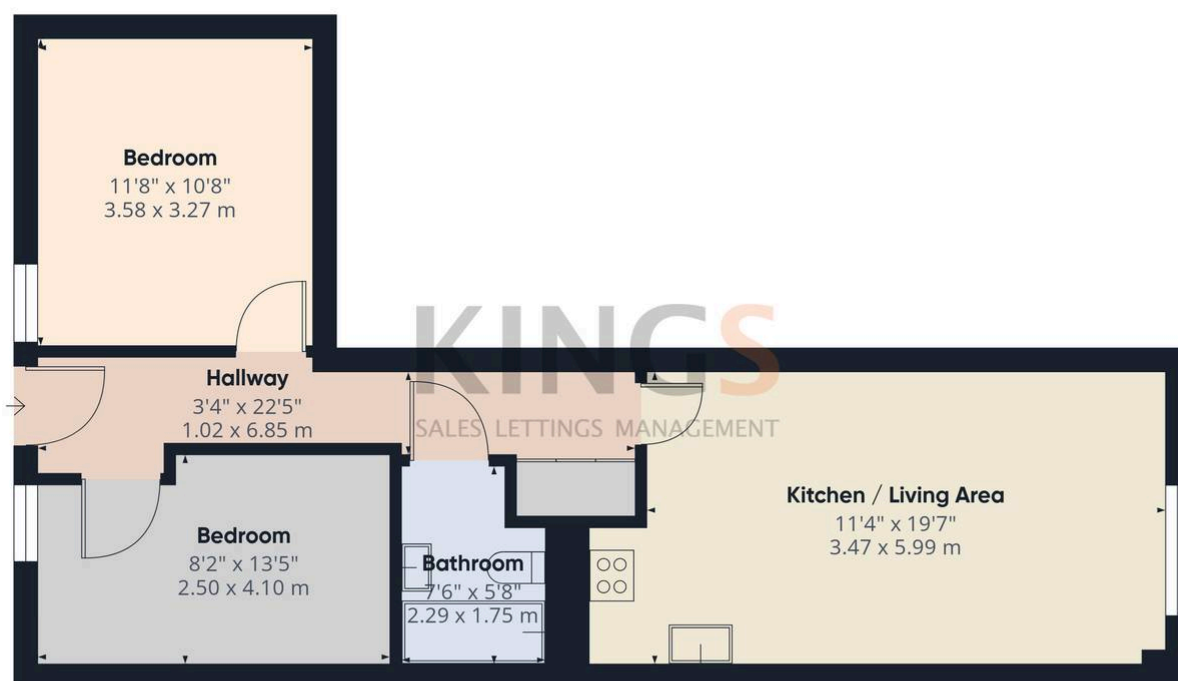 Bedroom
11'8" x 10'8"
3.58 x 3.27 m
KINGS
SALES LETTINGS MANAGEMENT
Hallway
3'4" x 22'5"
1.02 x 6.85 m
Kitchen / Living Area
11'4" x 19'7"
3.47 x 5.99 m
Bedroom
8'2" x 13'5"
2.50 x 4.10 m
Bathroom
7'6" x 5'8"
2.29 x 1.75 m